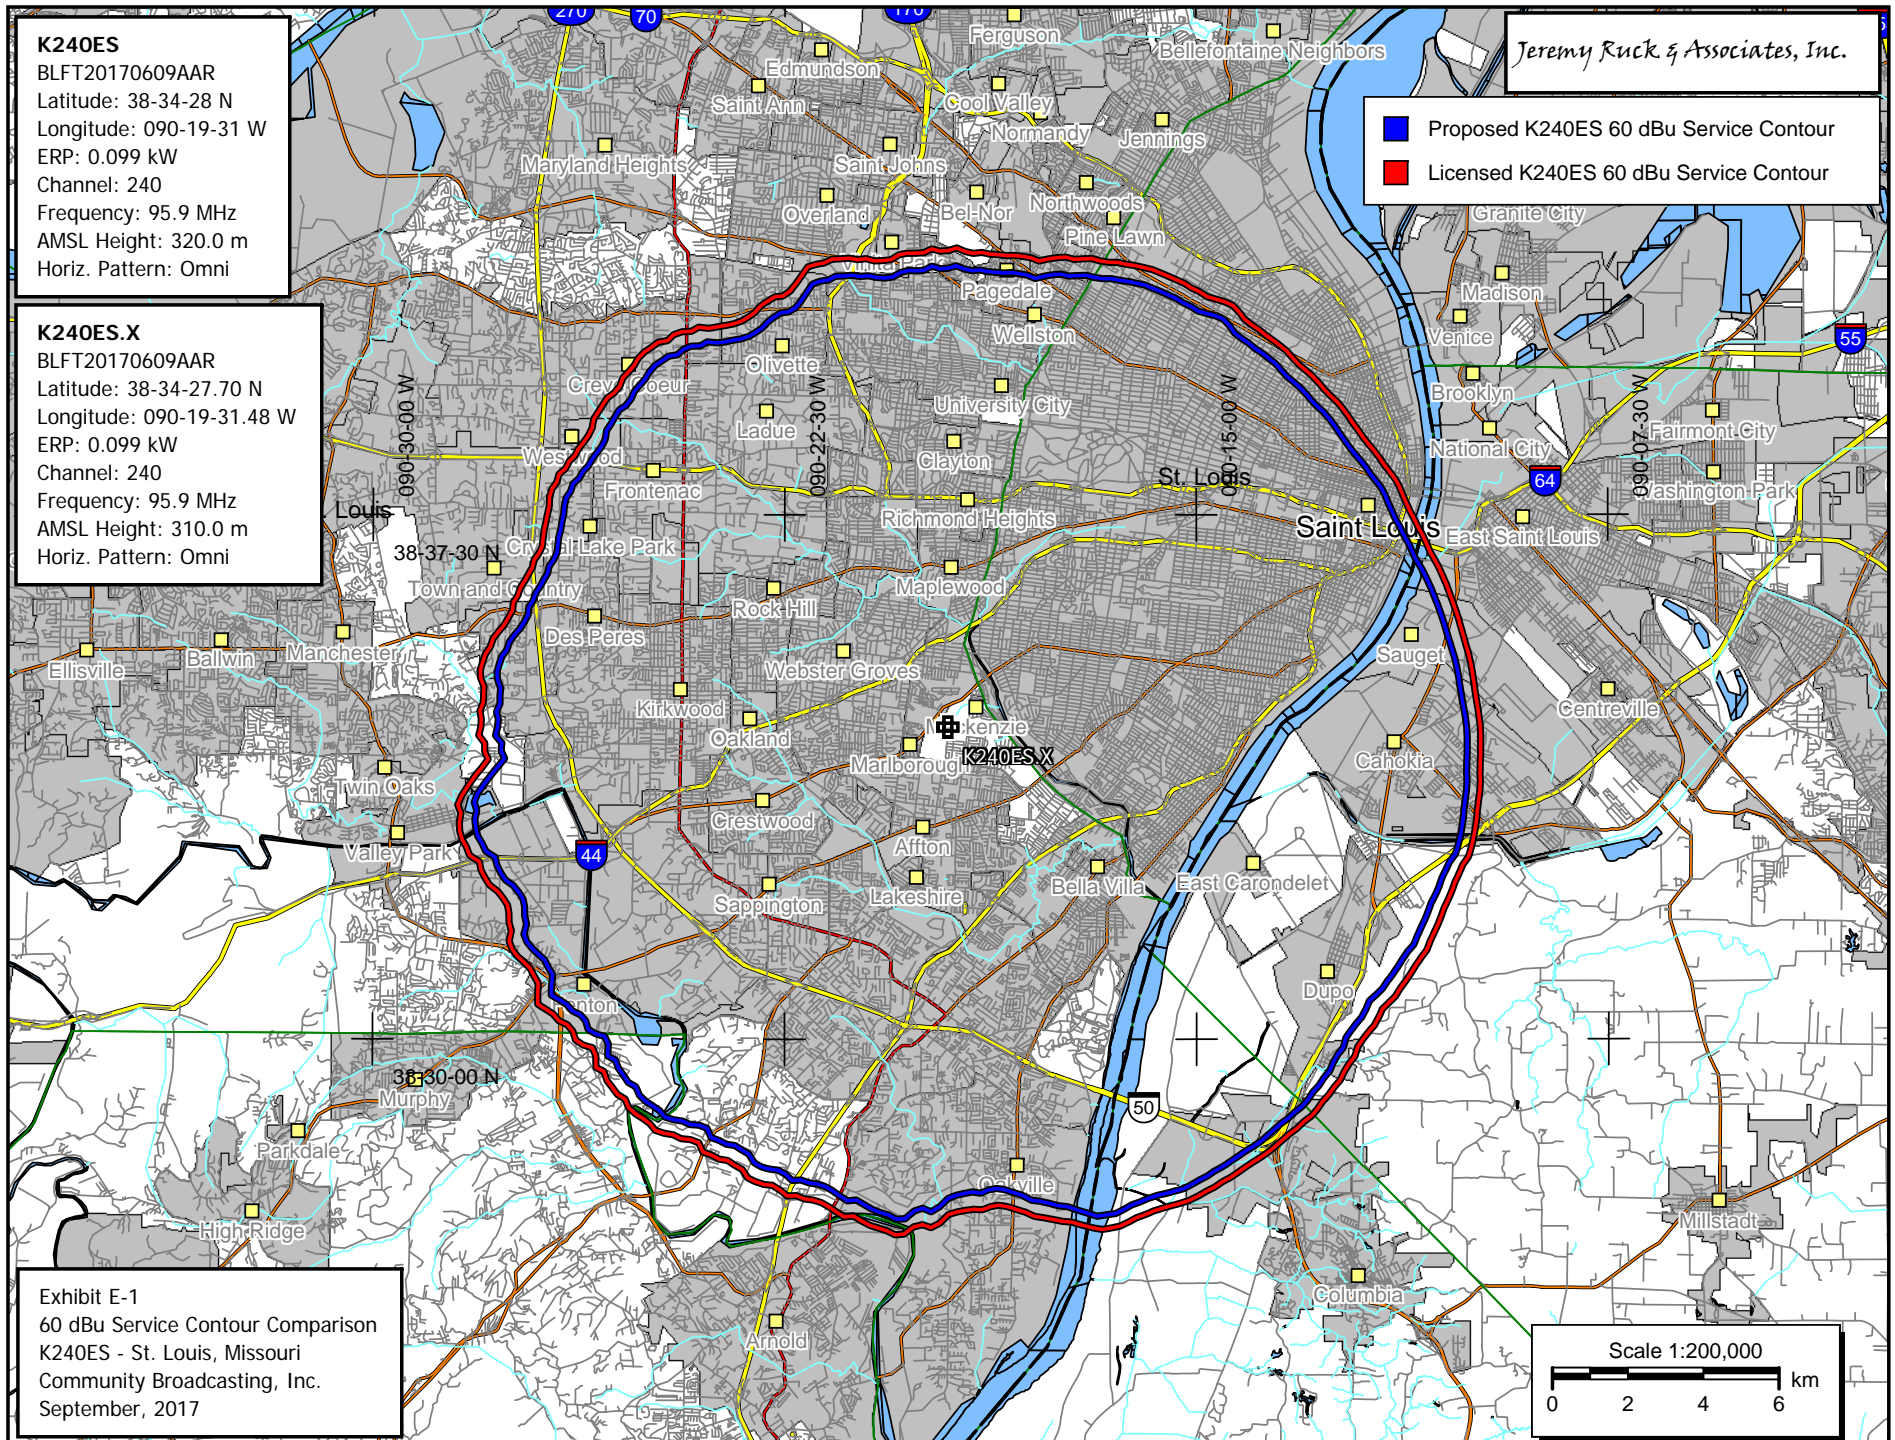 K240ES
BLFT20170609AAR
Latitude: 38-34-28 N
Longitude: 090-19-31 W
ERP: 0.099 kW
Channel: 240
Frequency: 95.9 MHz
AMSL Height: 320.0 m
Horiz. Pattern: Omni
K240ES.X
BLFT20170609AAR
Latitude: 38-34-27.70 N
Longitude: 090-19-31.48 W
ERP: 0.099 kW
Channel: 240
Frequency: 95.9 MHz
AMSL Height: 310.0 m
Horiz. Pattern: Omni
Jeremy Ruck & Associates, Inc.
Proposed K240ES 60 dBu Service Contour
Licensed K240ES 60 dBu Service Contour
270
70
170
Ferguson
Bellefontaine Neighbors
Edmundson
Saint Ann
Cool Valley
Normandy
Jennings
Maryland Heights
Saint Johns
Overland
Bel-Nor
Northwoods
Pine Lawn
Granite City
Vinita Park
Pagedale
Madison
Wellston
Venice
55
Olivette
Creve Coeur
University City
Brooklyn
Ladue
090-30-00 W
090-22-30 W
090-15-00 W
090-07-30 W
Westwood
Clayton
National City
Fairmont City
Frontenac
St. Louis
64
Washington Park
Richmond Heights
. Louis
Saint Louis
East Saint Louis
38-37-30 N
Crystal Lake Park
Town and Country
Maplewood
Rock Hill
Des Peres
Ellisville
Ballwin
Manchester
Webster Groves
Sauget
Kirkwood
Oakland
Mackenzie
Centreville
Marlborough
K240ES.X
Cahokia
Twin Oaks
Crestwood
Affton
Valley Park
44
Sappington
Lakeshire
Bella Villa
East Carondelet
Fenton
Dupo
38-30-00 N
Murphy
50
Parkdale
Oakville
High Ridge
Millstadt
Columbia
Arnold
Exhibit E-1
60 dBu Service Contour Comparison
K240ES - St. Louis, Missouri
Community Broadcasting, Inc.
September, 2017
Scale 1:200,000
km
0 2 4 6